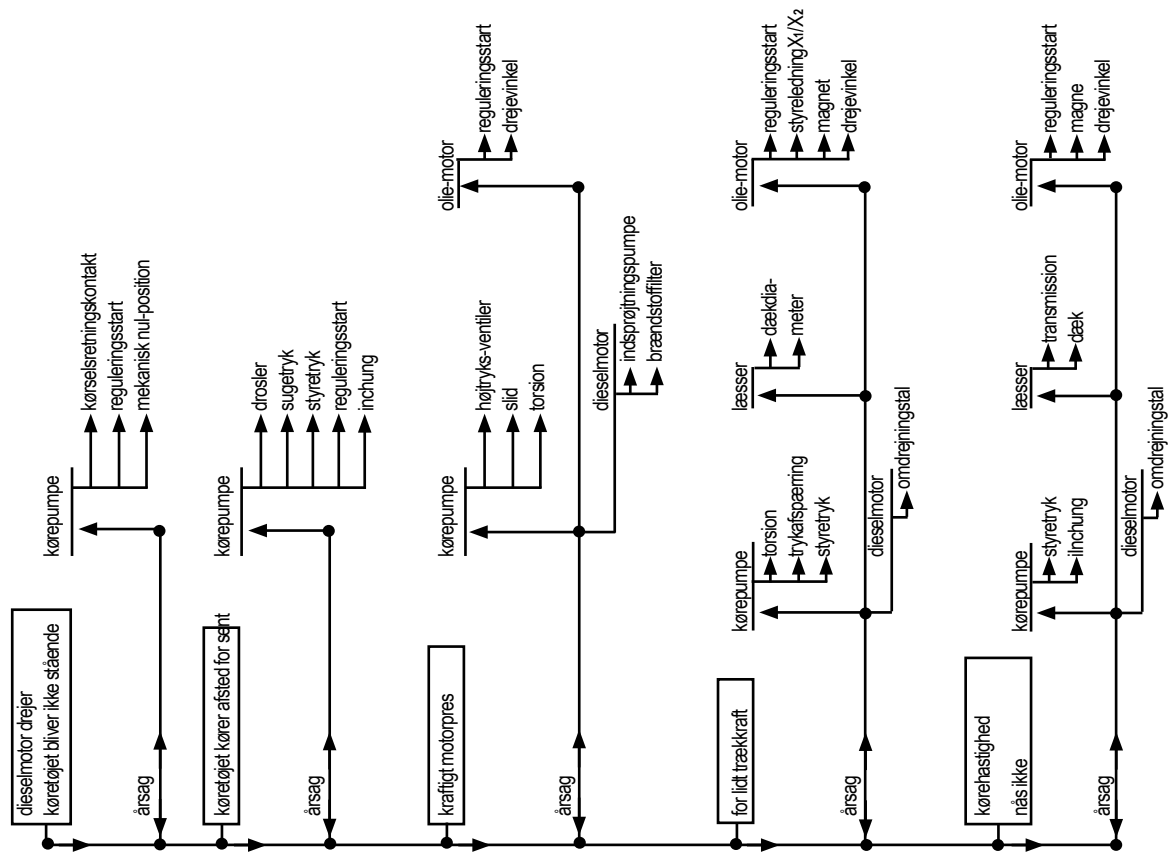 dieselmotor drejer
køretøjet bliver ikke stående
årsag
kørepumpe
kørselsretningskontakt
reguleringsstart
mekanisk nul-position
køretøjet kører afsted for sent
årsag
kørepumpe
drosler
sugetryk
styretryk
reguleringsstart
inchung
kraftigt motorpres
årsag
kørepumpe
højtryks-ventiler
slid
torsion
dieselmotor
indsprøjtningspumpe
brændstoffilter
olie-motor
reguleringsstart
drejevinkel
for lidt trækkraft
årsag
kørepumpe
torsion
trykafspæring
styretryk
dieselmotor
omdrejningstal
læsser
dækdia-
meter
olie-motor
reguleringsstart
styreledningX₁/X₂
magnet
drejevinkel
kørehastighed
nås ikke
årsag
kørepumpe
styretryk
ilnchung
dieselmotor
omdrejningstal
læsser
transmission
dæk
olie-motor
reguleringsstart
magne
drejevinkel